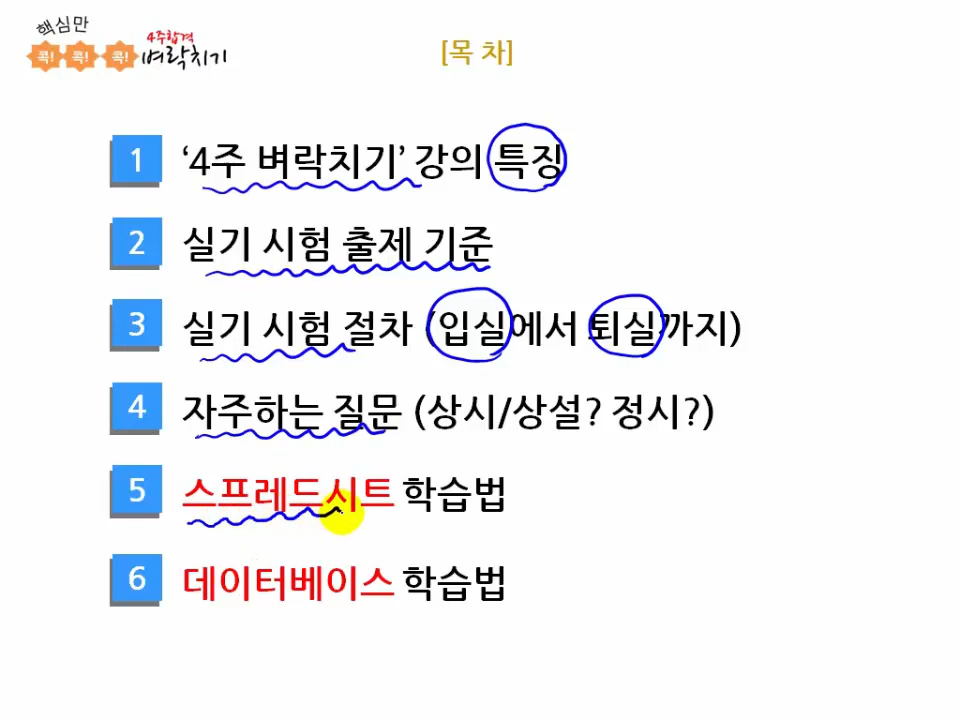 핵심만
콕! 콕! 콕! 4주합격 벼락치기
[목 차]
1 ‘4주 벼락치기’ 강의 특징
2 실기 시험 출제 기준
3 실기 시험 절차 (입실에서 퇴실까지)
4 자주하는 질문 (상시/상설? 정시?)
5 스프레드시트 학습법
6 데이터베이스 학습법